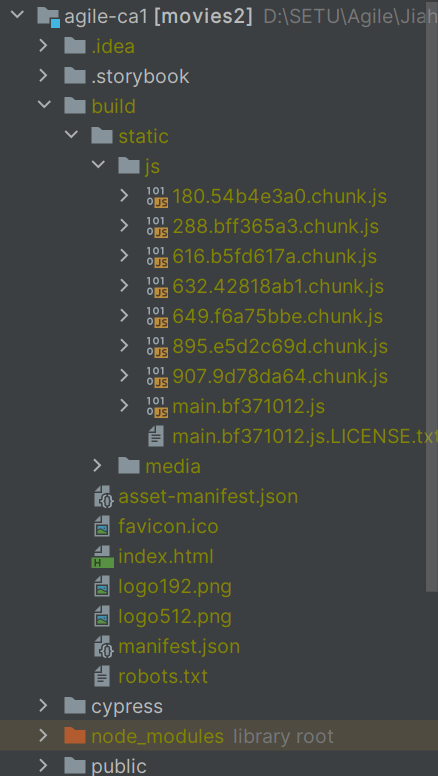 agile-ca1 [movies2] D:\SETU\Agile\Jiah
.idea
.storybook
build
static
js
180.54b4e3a0.chunk.js
288.bff365a3.chunk.js
616.b5fd617a.chunk.js
632.42818ab1.chunk.js
649.f6a75bbe.chunk.js
895.e5d2c69d.chunk.js
907.9d78da64.chunk.js
main.bf371012.js
main.bf371012.js.LICENSE.txt
media
asset-manifest.json
favicon.ico
index.html
logo192.png
logo512.png
manifest.json
robots.txt
cypress
node_modules library root
public